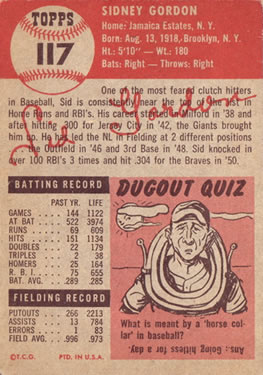 TOPPS
117
SIDNEY GORDON
Home: Jamaica Estates, N. Y.
Born: Aug. 13, 1918, Brooklyn, N. Y.
Ht.: 5'10" — Wt.: 180
Bats: Right — Throws: Right
One of the most feared clutch hitters
in Baseball, Sid is consistently near the top in
Home Runs and RBI's. His career started at Milford in '38 and
after hitting .300 for Jersey City in '42, the Giants brought
him up. He led the NL in Fielding at 2 different positions
the Outfield in '46 and 3rd Base in '48. Sid knocked in
over 100 RBI's 3 times and hit .304 for the Braves in '50.
Sid Gordon
BATTING RECORD
PAST YR. LIFE
GAMES 144 1122
AT BAT 522 3974
RUNS 69 609
HITS 151 1134
DOUBLES 22 179
TRIPLES 2 38
HOMERS 25 164
R. B. I. 75 655
BAT. AVG. .289 .285
FIELDING RECORD
PUTOUTS 266 2213
ASSISTS 13 784
ERRORS 1 83
FIELD AVG. .996 .973
©T.C.G. PTD. IN U.S.A.
DUGOUT QUIZ
What is meant by a 'horse col-
lar' in baseball?
Ans: Going hitless for a day.